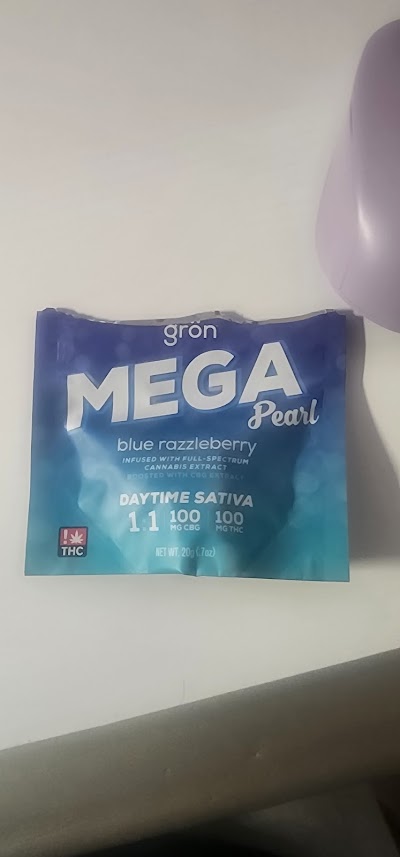 grön
MEGA
Pearl
blue razzleberry
INFUSED WITH FULL-SPECTRUM
CANNABIS EXTRACT
BOOSTED WITH CBG EXTRACT
DAYTIME SATIVA
1:1 100 MG CBG 100 MG THC
! THC
NET WT. 20g (.7oz)